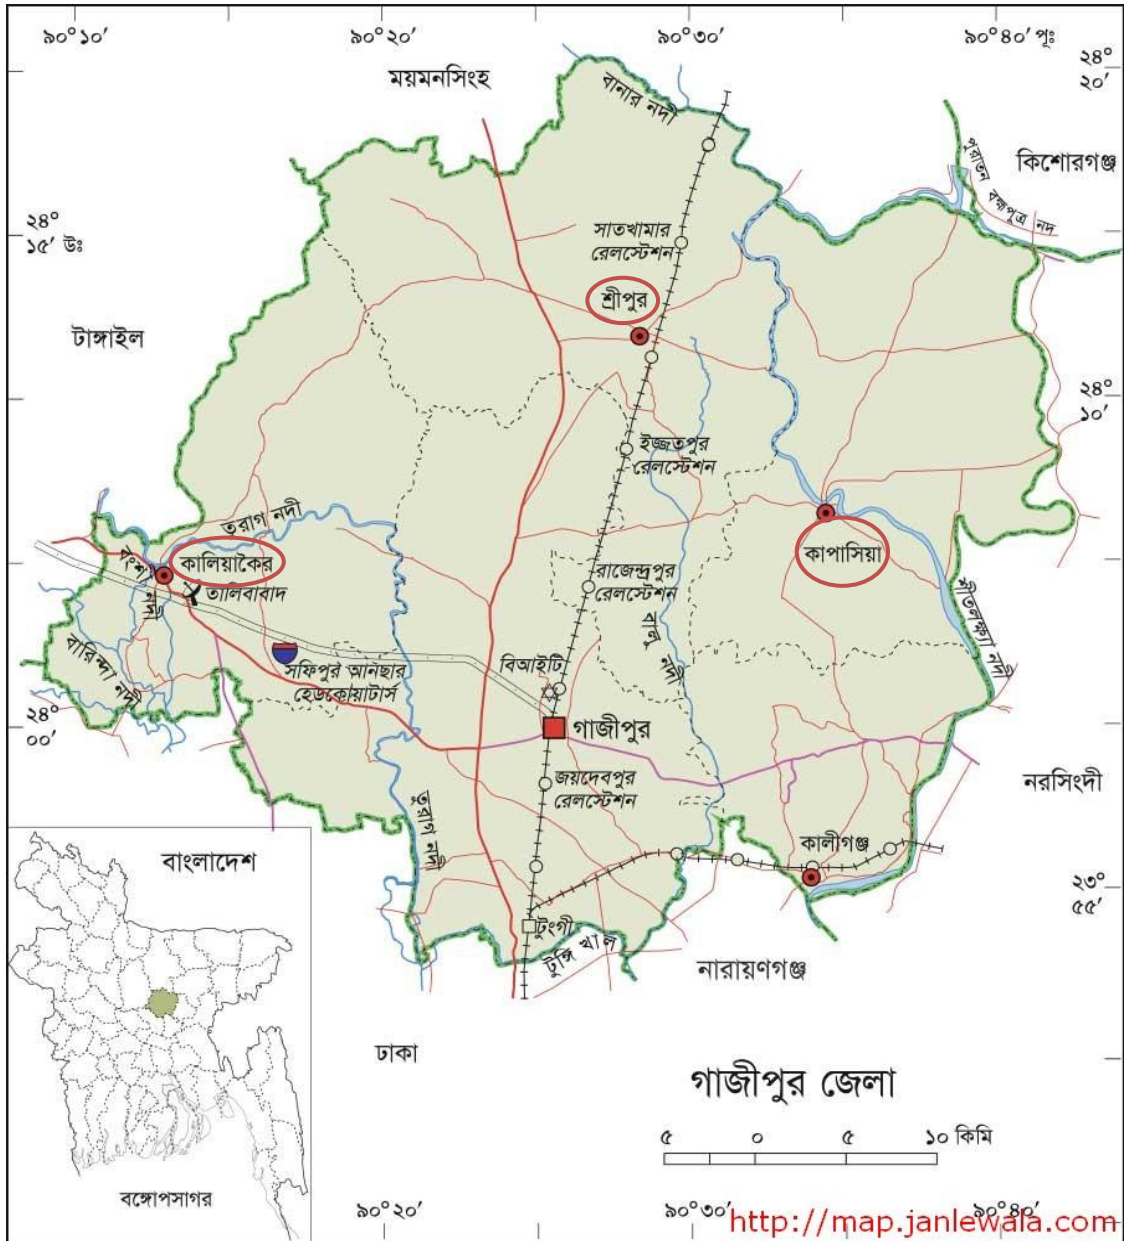 ৯০°১০′ ৯০°২০′ ৯০°৩০′ ৯০°৪০′ পূঃ
২৪°
২০′
ময়মনসিংহ
বানার নদী
কিশোরগঞ্জ
পুরাতন ব্রহ্মপুত্র নদ
২৪°
১৫′ উঃ
সাতখামার
রেলস্টেশন
শ্রীপুর
টাঙ্গাইল
২৪°
১০′
ইজ্জতপুর
রেলস্টেশন
তুরাগ নদী
কালিয়াকৈর
বংশী নদী
তালিবাবাদ
কাপাসিয়া
রাজেন্দ্রপুর
রেলস্টেশন
শীতলক্ষ্যা নদী
বালু নদী
বারিন্দা নদী
সফিপুর আনছার
হেডকোয়ার্টার্স
বিআইটি
২৪°
০০′
গাজীপুর
জয়দেবপুর
রেলস্টেশন
নরসিংদী
তুরাগ নদী
কালীগঞ্জ
বাংলাদেশ
২৩°
৫৫′
টুংগী
টুঙ্গি খাল
নারায়ণগঞ্জ
ঢাকা
গাজীপুর জেলা
৫ ০ ৫ ১০ কিমি
বঙ্গোপসাগর
৯০°২০′ ৯০°৩০′ ৯০°৪০′
http://map.janlewala.com